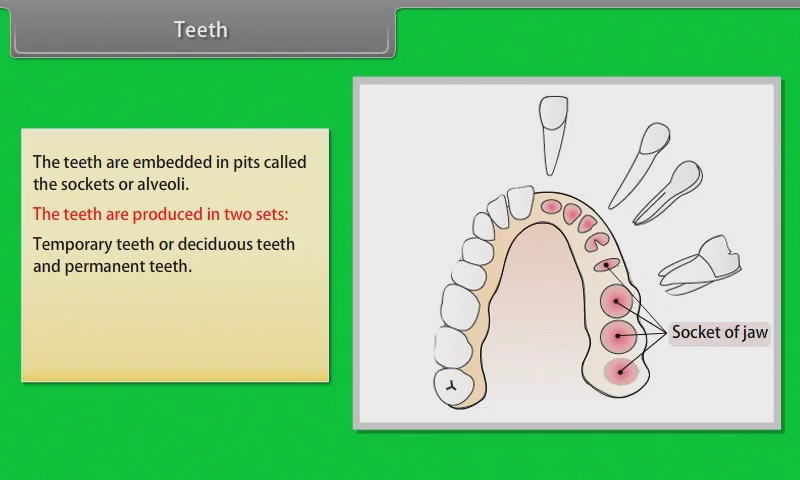 Teeth
The teeth are embedded in pits called
the sockets or alveoli.
The teeth are produced in two sets:
Temporary teeth or deciduous teeth
and permanent teeth.
Socket of jaw